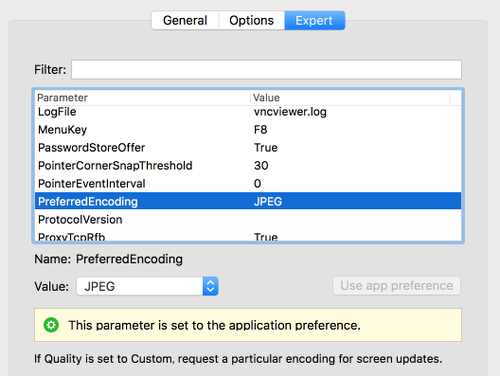 General Options Expert
Filter:
Parameter Value
LogFile vncviewer.log
MenuKey F8
PasswordStoreOffer True
PointerCornerSnapThreshold 30
PointerEventInterval 0
PreferredEncoding JPEG
ProtocolVersion
ProxyTcpRfb True
Name: PreferredEncoding
Value: JPEG Use app preference
This parameter is set to the application preference.
If Quality is set to Custom, request a particular encoding for screen updates.